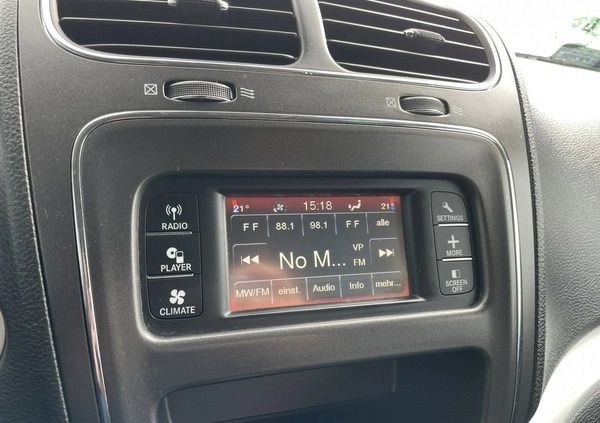 RADIO
PLAYER
CLIMATE
21° 15:18 21
FF 88.1 98.1 FF alle
No M... VP
FM
MW/FM einst. Audio Info mehr...
SETTINGS
MORE
SCREEN
OFF